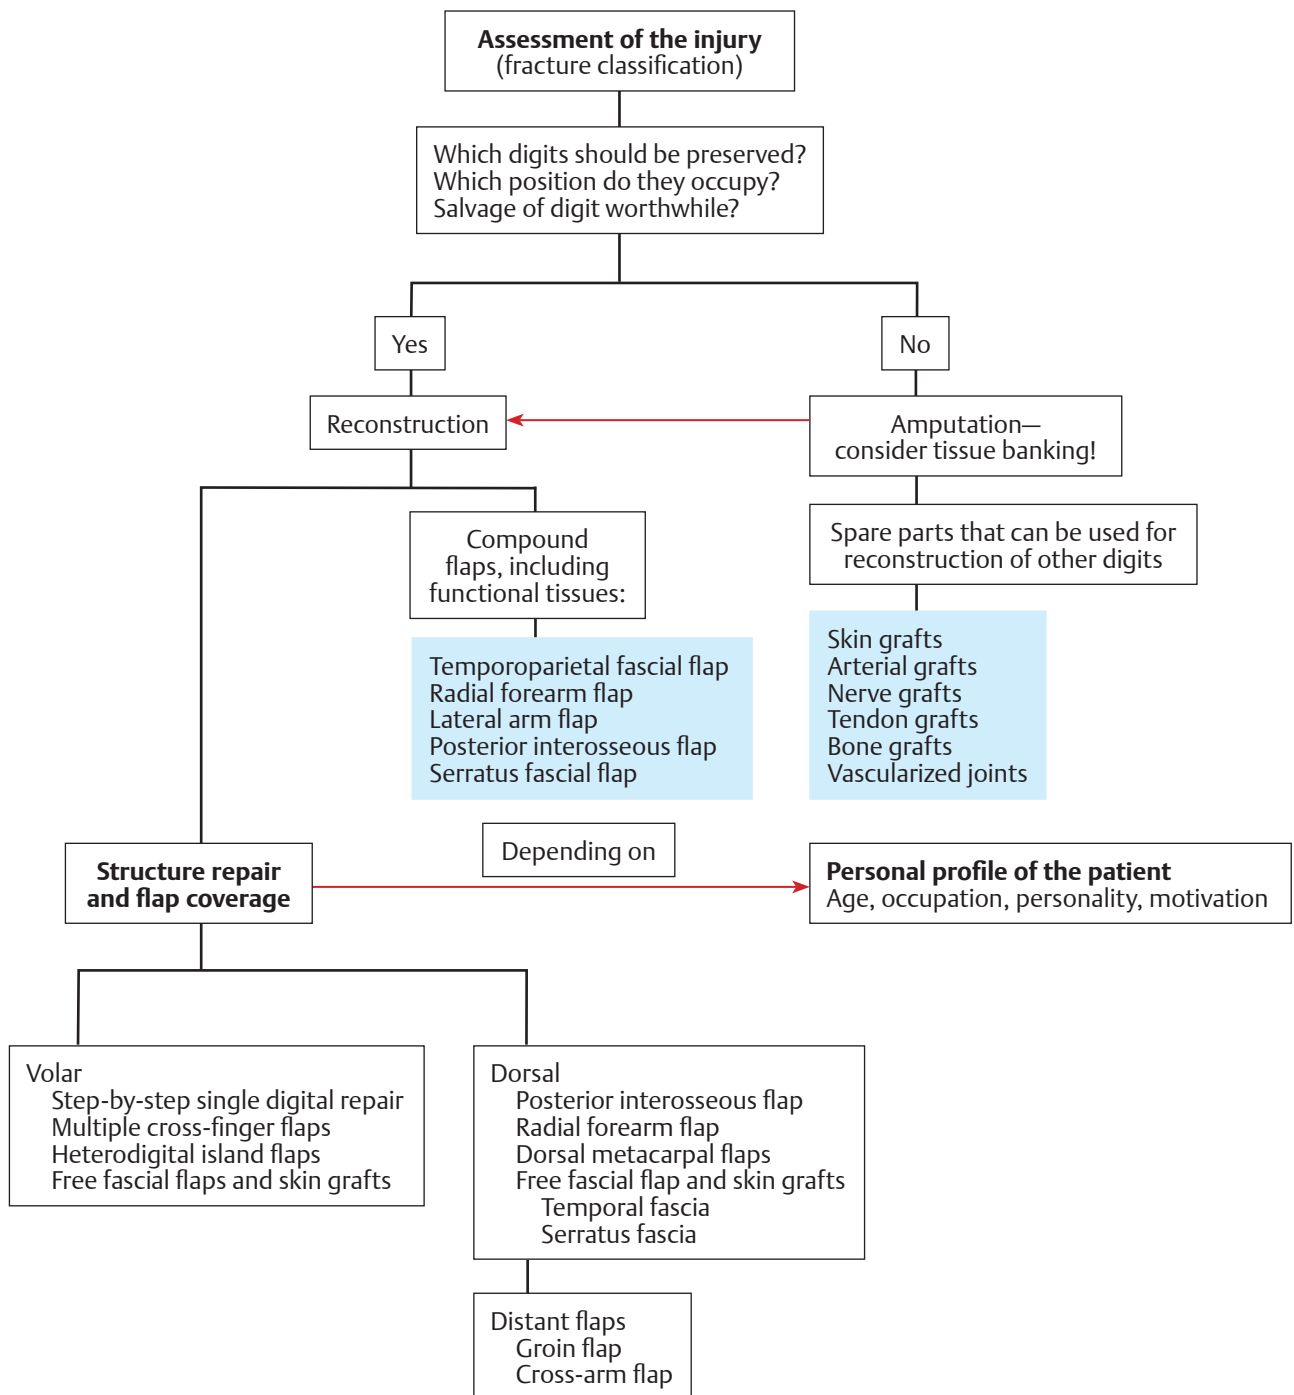 Assessment of the injury
(fracture classification)
Which digits should be preserved?
Which position do they occupy?
Salvage of digit worthwhile?
Yes
No
Reconstruction
Amputation—
consider tissue banking!
Compound
flaps, including
functional tissues:
Spare parts that can be used for
reconstruction of other digits
Temporoparietal fascial flap
Radial forearm flap
Lateral arm flap
Posterior interosseous flap
Serratus fascial flap
Skin grafts
Arterial grafts
Nerve grafts
Tendon grafts
Bone grafts
Vascularized joints
Structure repair
and flap coverage
Depending on
Personal profile of the patient
Age, occupation, personality, motivation
Volar
Step-by-step single digital repair
Multiple cross-finger flaps
Heterodigital island flaps
Free fascial flaps and skin grafts
Dorsal
Posterior interosseous flap
Radial forearm flap
Dorsal metacarpal flaps
Free fascial flap and skin grafts
Temporal fascia
Serratus fascia
Distant flaps
Groin flap
Cross-arm flap